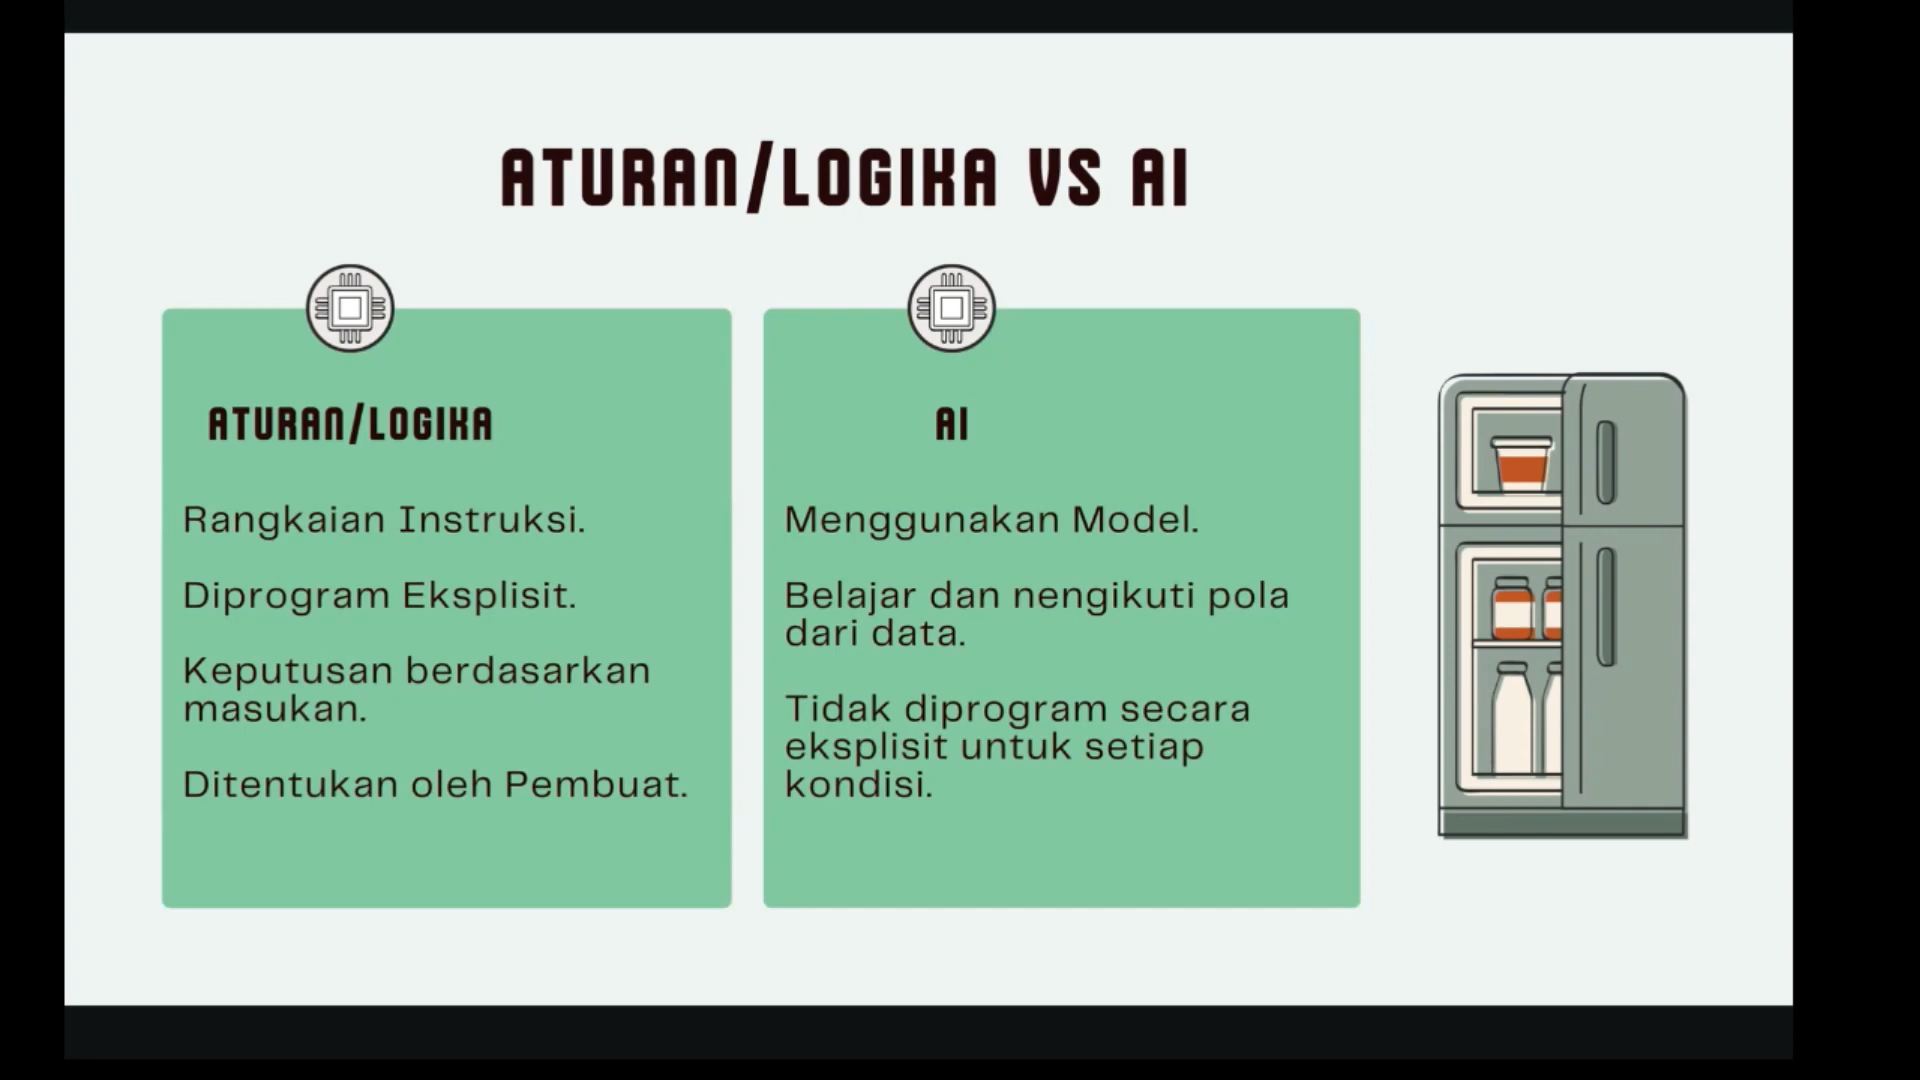 ATURAN/LOGIKA VS AI
ATURAN/LOGIKA
Rangkaian Instruksi.
Diprogram Eksplisit.
Keputusan berdasarkan
masukan.
Ditentukan oleh Pembuat.
AI
Menggunakan Model.
Belajar dan nengikuti pola
dari data.
Tidak diprogram secara
eksplisit untuk setiap
kondisi.